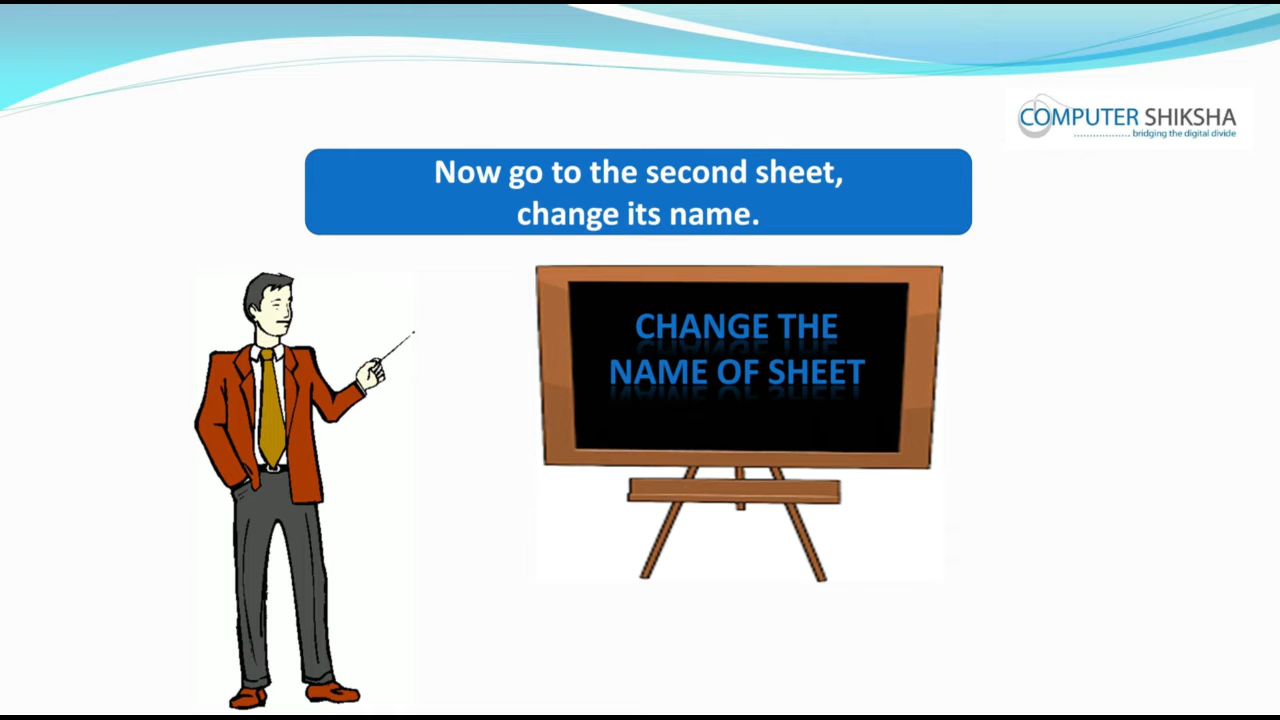 COMPUTER SHIKSHA
bridging the digital divide
Now go to the second sheet,
change its name.
CHANGE THE
NAME OF SHEET